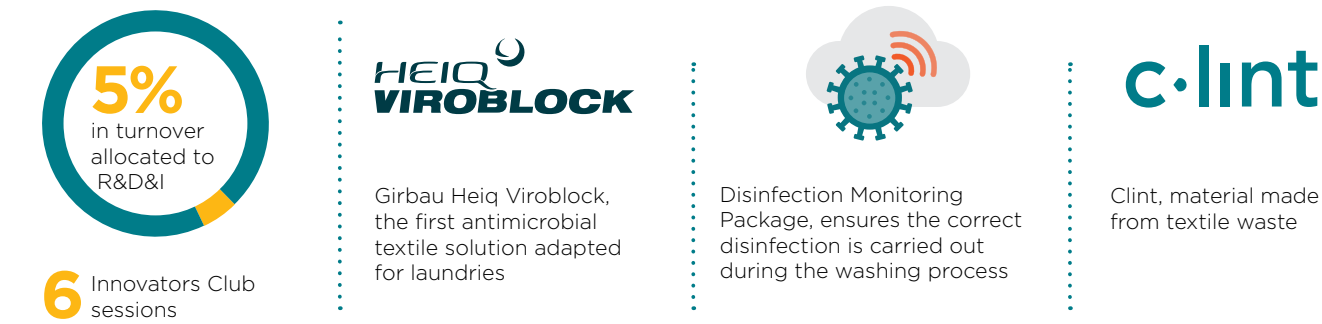 5%
in turnover
allocated to
R&D&I
6 Innovators Club
sessions
HEIQ
VIROBLOCK
Girbau Heiq Viroblock,
the first antimicrobial
textile solution adapted
for laundries
Disinfection Monitoring
Package, ensures the correct
disinfection is carried out
during the washing process
c·lint
Clint, material made
from textile waste